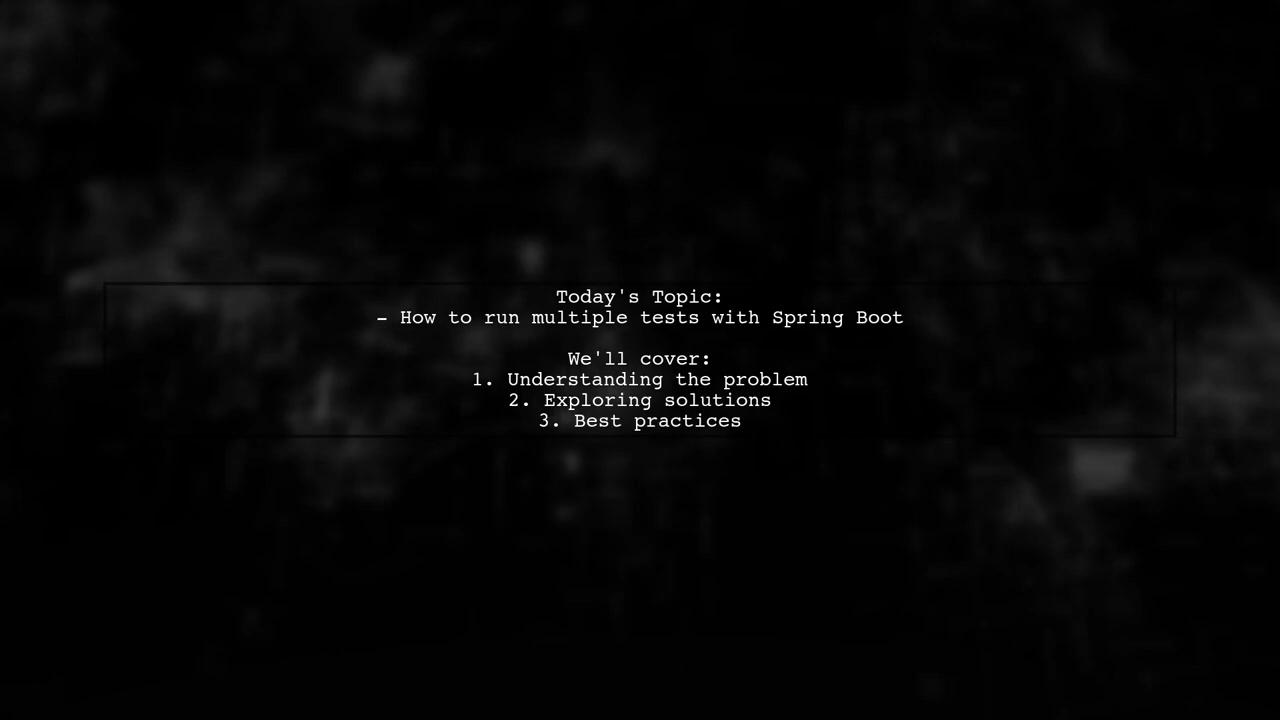 Today's Topic:
- How to run multiple tests with Spring Boot
We'll cover:
1. Understanding the problem
2. Exploring solutions
3. Best practices